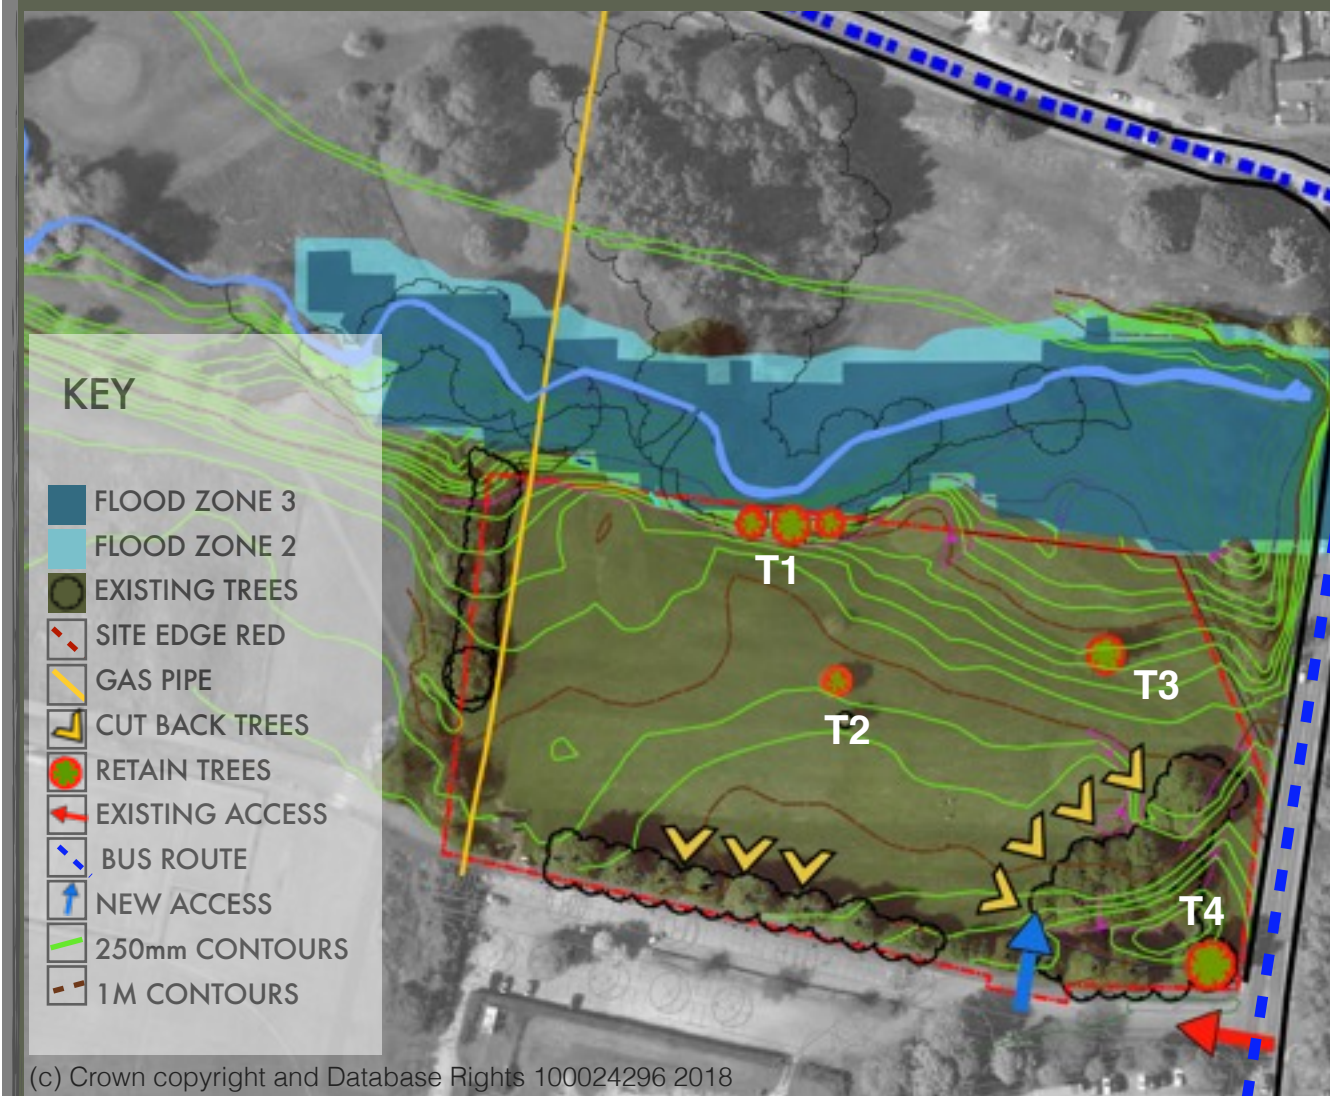 KEY
FLOOD ZONE 3
FLOOD ZONE 2
EXISTING TREES
SITE EDGE RED
GAS PIPE
CUT BACK TREES
RETAIN TREES
EXISTING ACCESS
BUS ROUTE
NEW ACCESS
250mm CONTOURS
1M CONTOURS
T1
T2
T3
T4
(c) Crown copyright and Database Rights 100024296 2018